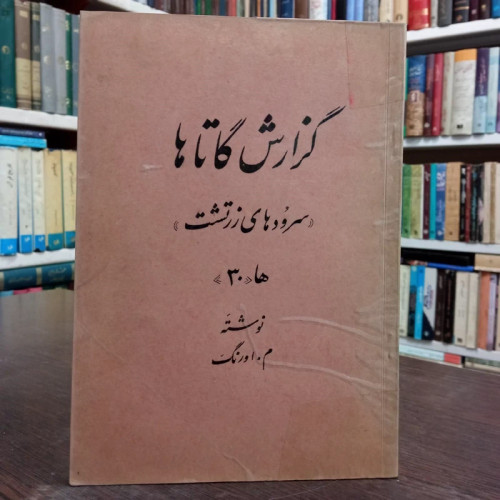 گزارش گاتاها
«سرودهای زرتشت»
ها «۳۰»
نوشته
م. اورنگ